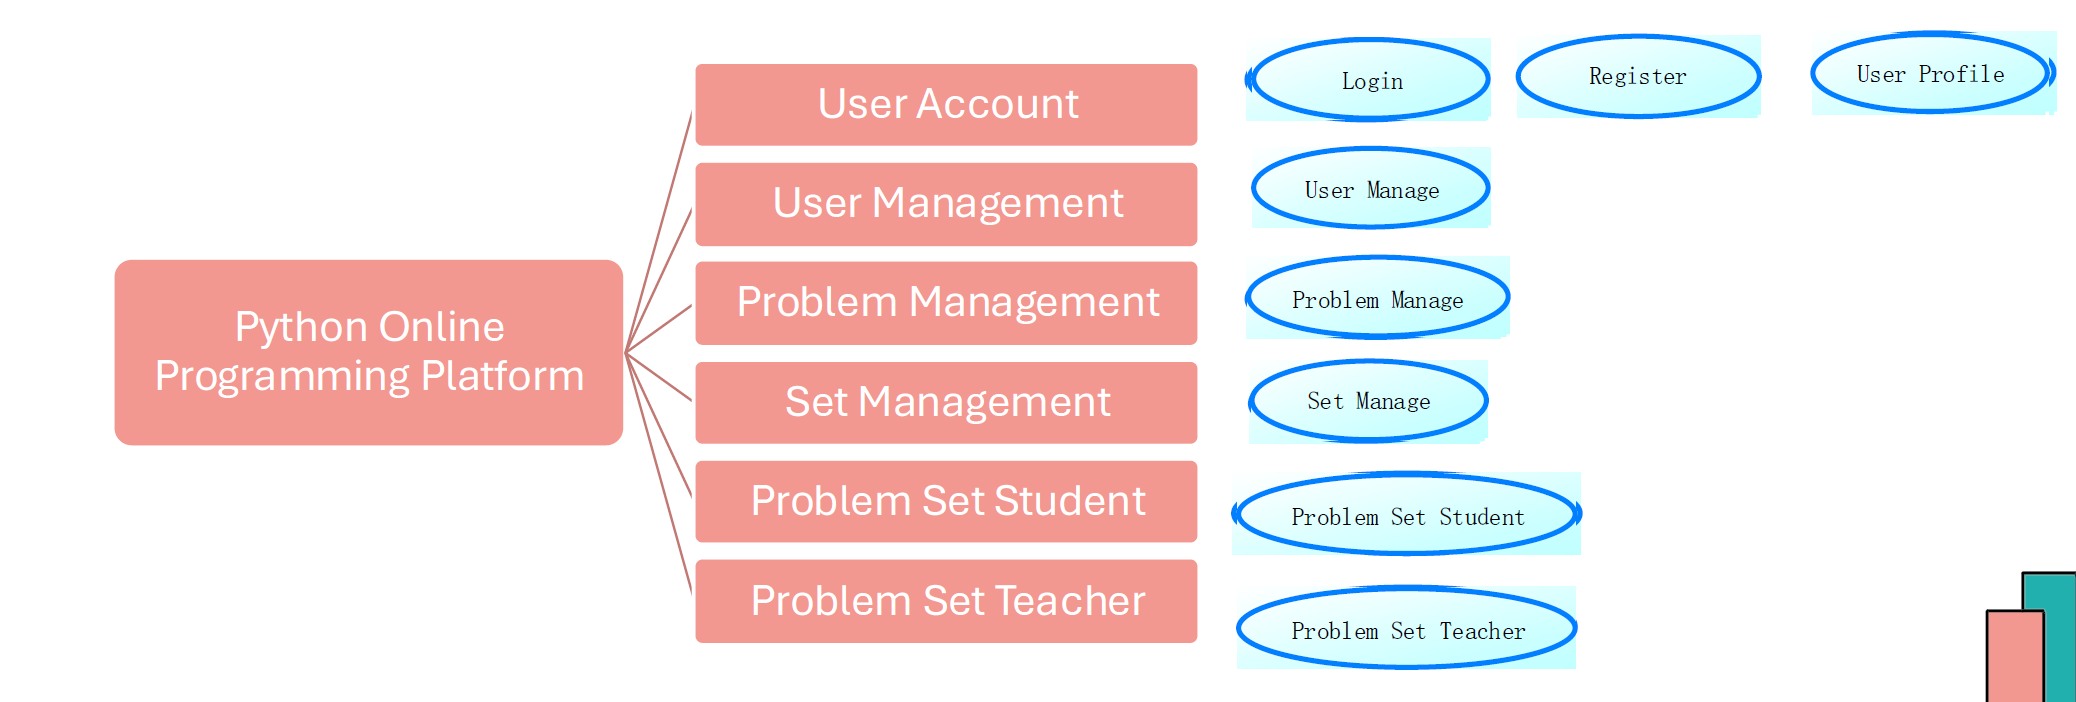 Python Online
Programming Platform
User Account
Login
Register
User Profile
User Management
User Manage
Problem Management
Problem Manage
Set Management
Set Manage
Problem Set Student
Problem Set Student
Problem Set Teacher
Problem Set Teacher